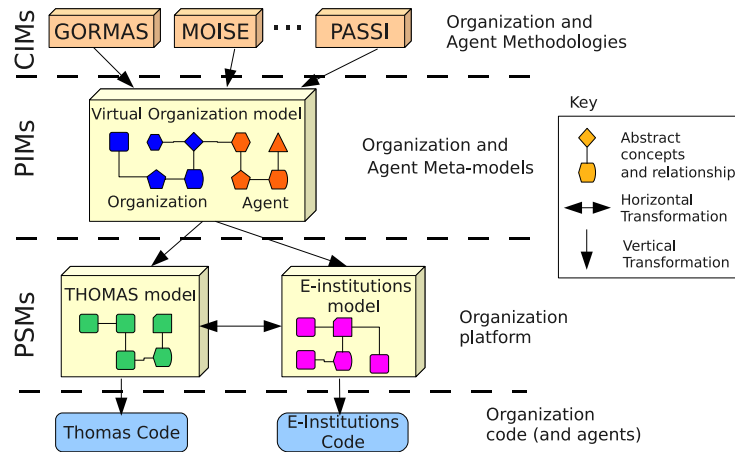 CIMs
GORMAS
MOISE
...
PASSI
Organization and
Agent Methodologies
PIMs
Virtual Organization model
Organization
Agent
Organization and
Agent Meta-models
Key
Abstract
concepts
and relationship
Horizontal
Transformation
Vertical
Transformation
PSMs
THOMAS model
E-institutions
model
Organization
platform
Thomas Code
E-Institutions
Code
Organization
code (and agents)